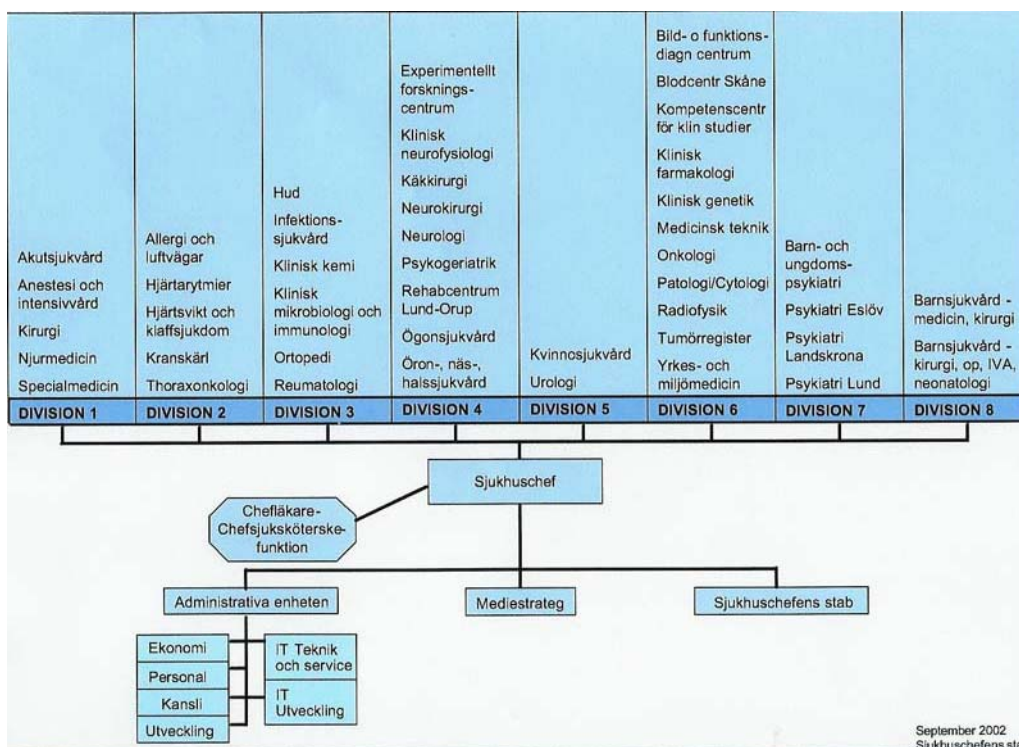 Akutsjukvård
Anestesi och
intensivvård
Kirurgi
Njurmedicin
Specialmedicin
DIVISION 1
Allergi och
luftvägar
Hjärtarytmier
Hjärtsvikt och
klaffsjukdom
Kranskärl
Thoraxonkologi
DIVISION 2
Hud
Infektions-
sjukvård
Klinisk kemi
Klinisk
mikrobiologi och
immunologi
Ortopedi
Reumatologi
DIVISION 3
Experimentellt
forsknings-
centrum
Klinisk
neurofysiologi
Käkkirurgi
Neurokirurgi
Neurologi
Psykogeriatrik
Rehabcentrum
Lund-Orup
Ögonsjukvård
Öron-, näs-,
halssjukvård
DIVISION 4
Kvinnosjukvård
Urologi
DIVISION 5
Bild- o funktions-
diagn centrum
Blodcentr Skåne
Kompetenscentr
för klin studier
Klinisk
farmakologi
Klinisk genetik
Medicinsk teknik
Onkologi
Patologi/Cytologi
Radiofysik
Tumörregister
Yrkes- och
miljömedicin
DIVISION 6
Barn- och
ungdoms-
psykiatri
Psykiatri Eslöv
Psykiatri
Landskrona
Psykiatri Lund
DIVISION 7
Barnsjukvård -
medicin, kirurgi
Barnsjukvård -
kirurgi, op, IVA,
neonatologi
DIVISION 8
Sjukhuschef
Chefläkare-
Chefsjuksköterske-
funktion
Administrativa enheten
Mediestrateg
Sjukhuschefens stab
Ekonomi
Personal
Kansli
Utveckling
IT Teknik
och service
IT
Utveckling
September 2002
Sjukhuschefens